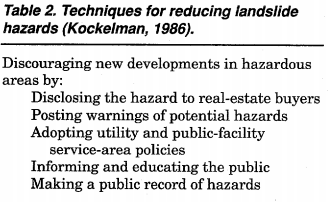 Table 2. Techniques for reducing landslide
hazards (Kockelman, 1986).
Discouraging new developments in hazardous
areas by:
Disclosing the hazard to real-estate buyers
Posting warnings of potential hazards
Adopting utility and public-facility
service-area policies
Informing and educating the public
Making a public record of hazards